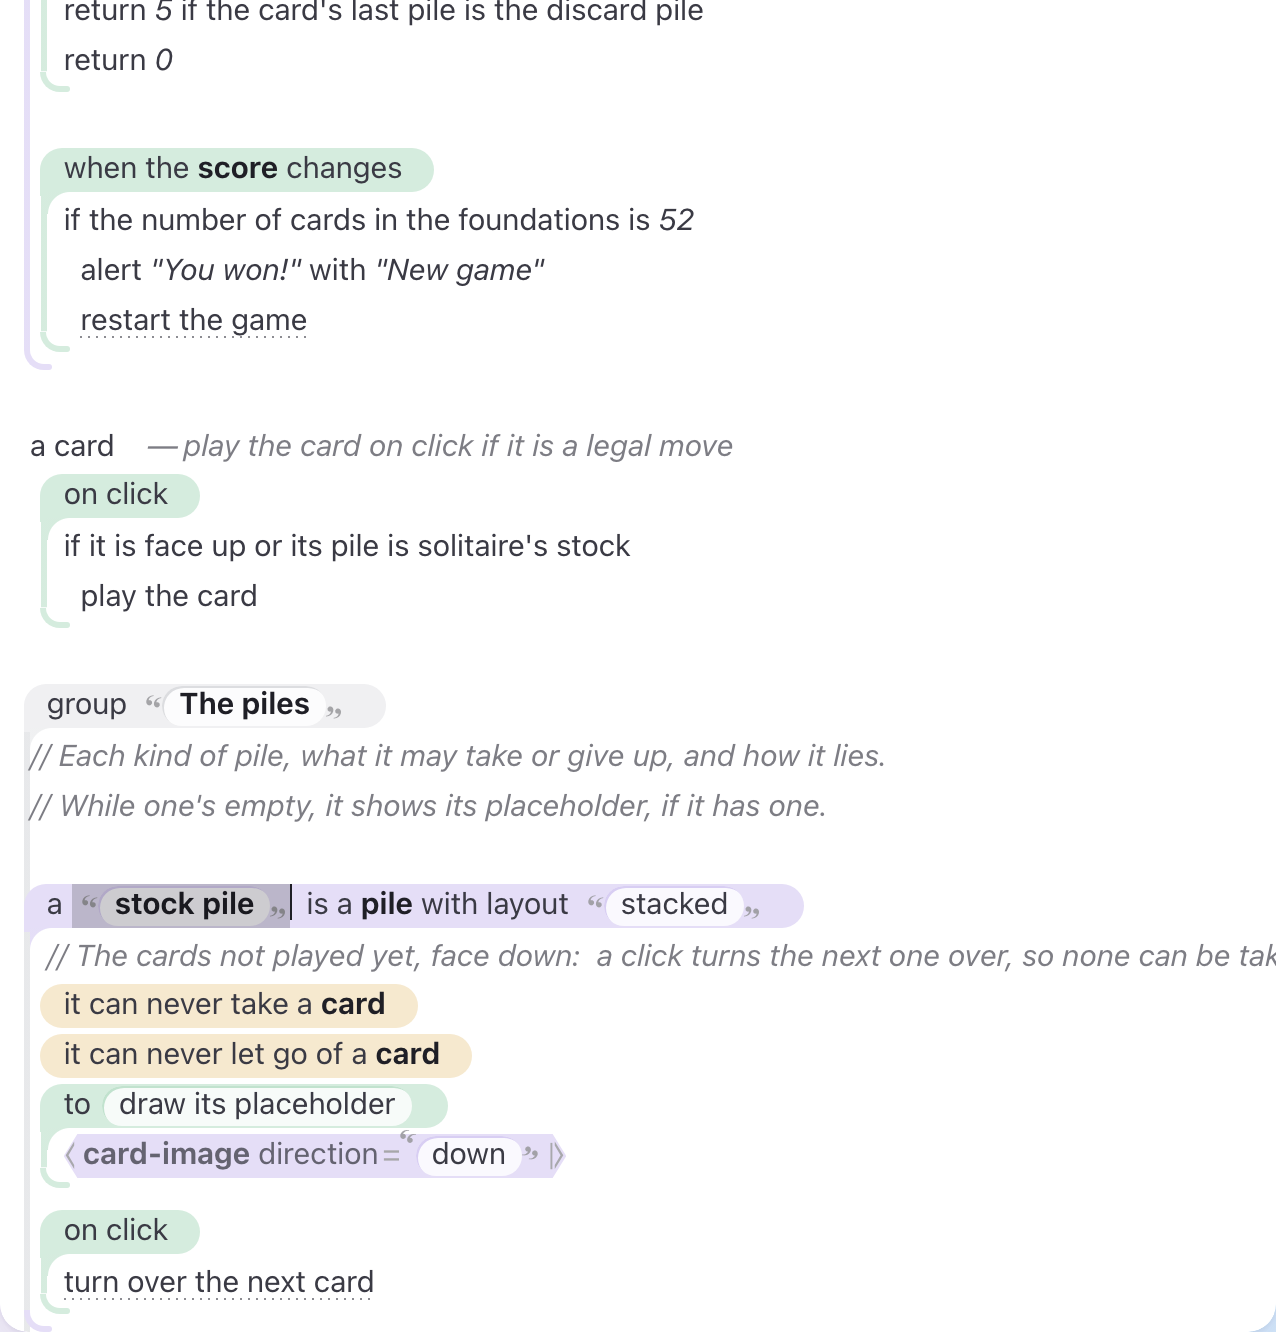 return 5 if the card's last pile is the discard pile
return 0
when the score changes
if the number of cards in the foundations is 52
alert "You won!" with "New game"
restart the game
a card — play the card on click if it is a legal move
on click
if it is face up or its pile is solitaire's stock
play the card
group “ The piles „
// Each kind of pile, what it may take or give up, and how it lies.
// While one's empty, it shows its placeholder, if it has one.
a “ stock pile „ is a pile with layout “ stacked „
// The cards not played yet, face down: a click turns the next one over, so none can be tak
it can never take a card
it can never let go of a card
to draw its placeholder
⟨ card-image direction = “ down ” |⟩
on click
turn over the next card